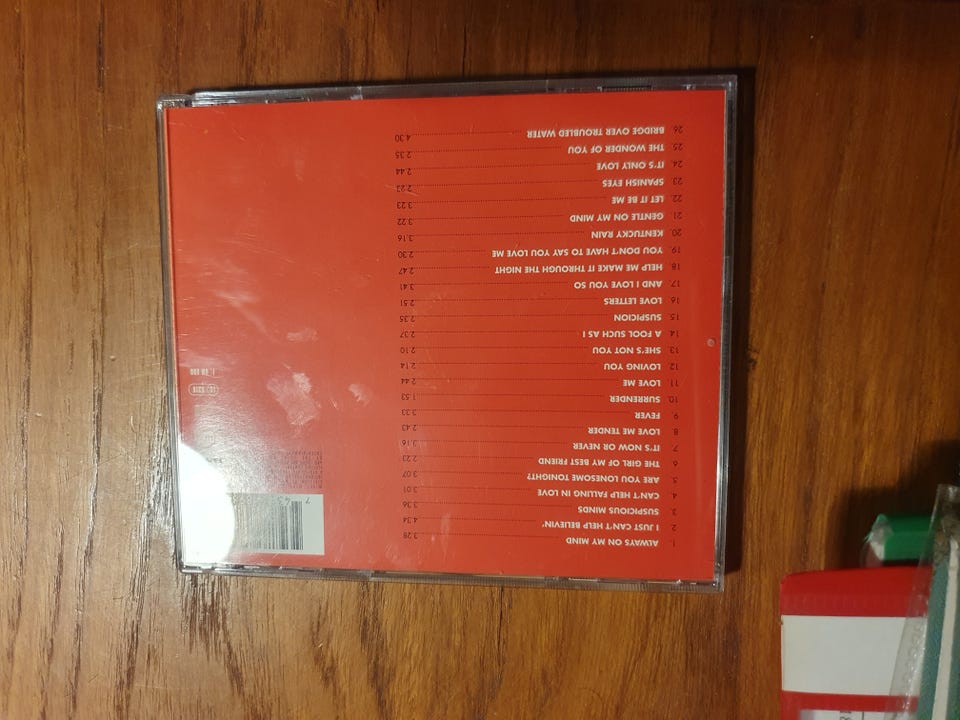 1. ALWAYS ON MY MIND 3:28
2. I JUST CAN'T HELP BELIEVIN' 4:34
3. SUSPICIOUS MINDS 3:36
4. CAN'T HELP FALLING IN LOVE 3:01
5. ARE YOU LONESOME TONIGHT? 3:07
6. THE GIRL OF MY BEST FRIEND 2:23
7. IT'S NOW OR NEVER 3:16
8. LOVE ME TENDER 2:43
9. FEVER 3:33
10. SURRENDER 1:53
11. LOVE ME 2:44
12. LOVING YOU 2:14
13. SHE'S NOT YOU 2:10
14. A FOOL SUCH AS I 2:37
15. SUSPICION 2:35
16. LOVE LETTERS 2:51
17. AND I LOVE YOU SO 3:41
18. HELP ME MAKE IT THROUGH THE NIGHT 2:47
19. YOU DON'T HAVE TO SAY YOU LOVE ME 2:30
20. KENTUCKY RAIN 3:16
21. GENTLE ON MY MIND 3:22
22. LET IT BE ME 3:23
23. SPANISH EYES 2:23
24. IT'S ONLY LOVE 2:44
25. THE WONDER OF YOU 2:35
26. BRIDGE OVER TROUBLED WATER 4:30